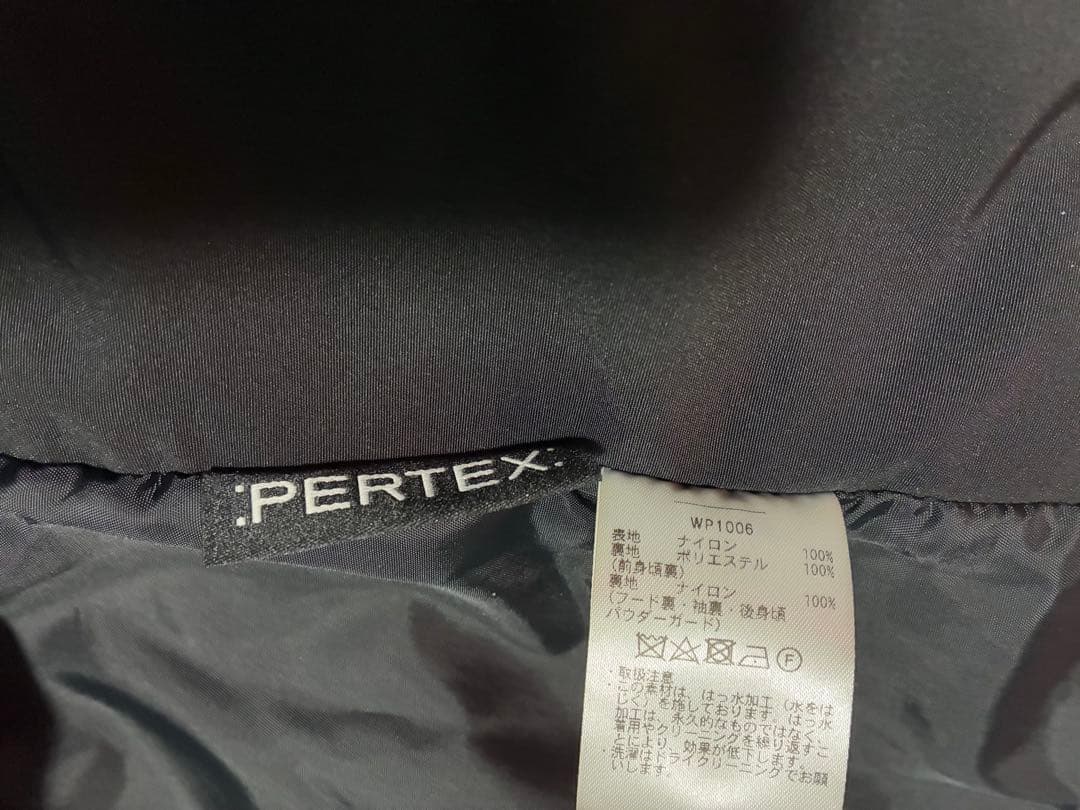 :PERTEX:
WP1006
表地 ナイロン 100%
裏地 ポリエステル 100%
(前身頃裏)
裏地 ナイロン 100%
(フード裏・袖裏・後身頃
パウダーガード)
F
・取扱注意
・この素材は、はっ水加工(水をは
じく)を施しております。はっ水
加工は、永久的なものではなく、
着用やクリーニングを繰り返すこ
とにより、効果が低下します。
・洗濯はドライクリーニングでお願
いします。